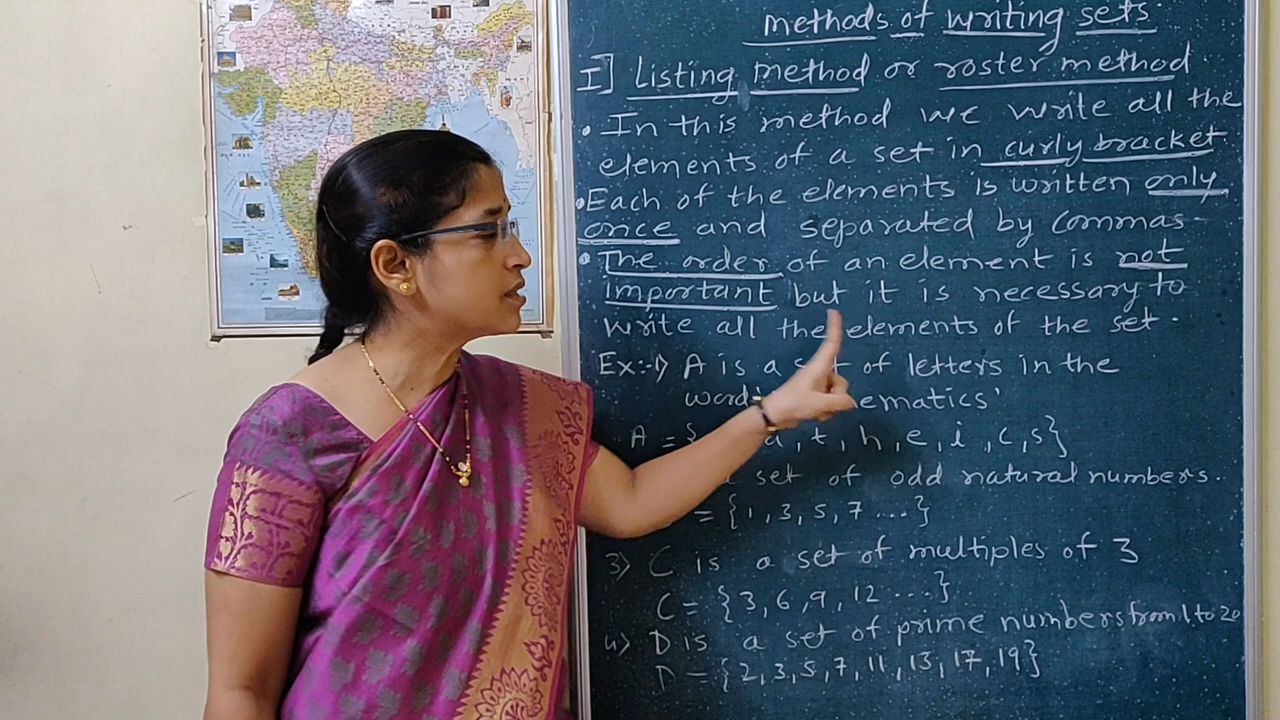 methods of writing sets
I] Listing method or roster method
• In this method we write all the
elements of a set in curly bracket.
• Each of the elements is written only
once and separated by commas.
• The order of an element is not
important but it is necessary to
write all the elements of the set.
Ex:-1) A is a set of letters in the
word
A = { , t, h, e, i, c, s}
set of odd natural numbers.
= {1, 3, 5, 7 ....}
3) C is a set of multiples of 3
C = {3, 6, 9, 12 ....}
4) D is a set of prime numbers from 1 to 20
D = {2, 3, 5, 7, 11, 13, 17, 19}